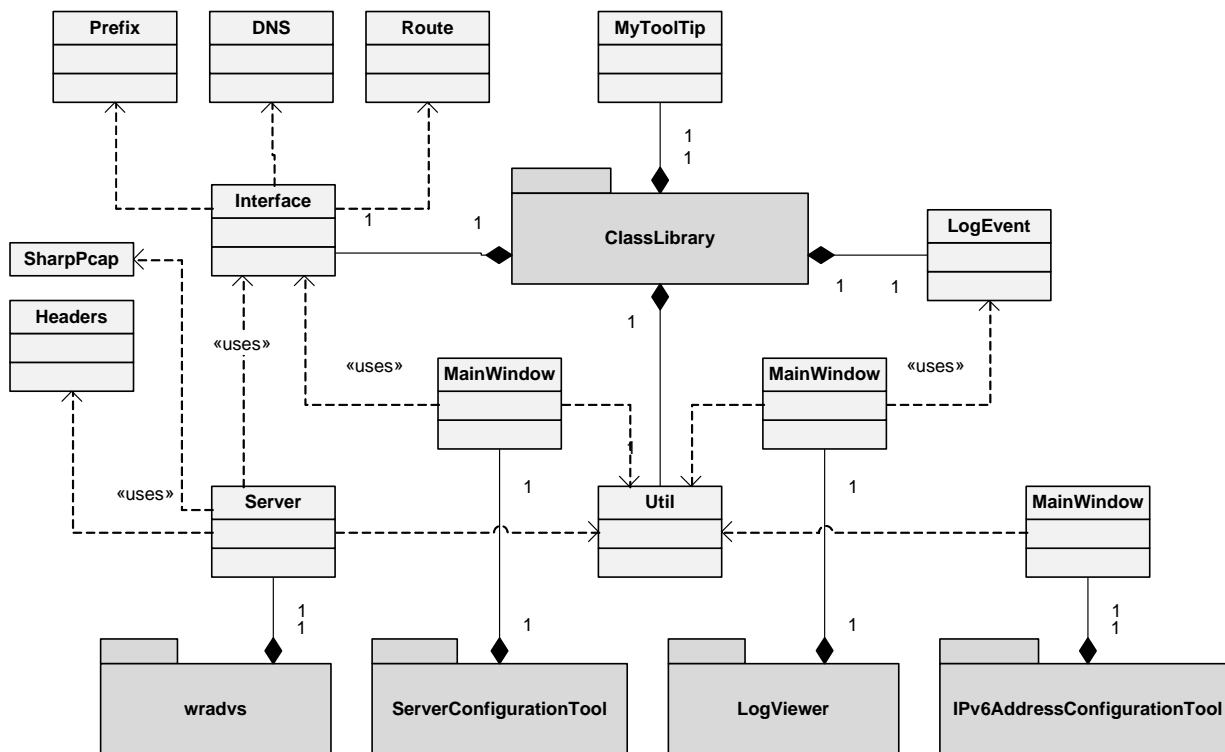 Prefix
DNS
Route
MyToolTip
1
1
Interface
1
1
ClassLibrary
LogEvent
1
1
SharpPcap
Headers
1
«uses»
«uses»
MainWindow
MainWindow
«uses»
1
«uses»
Server
1
Util
1
MainWindow
1
1
1
1
1
1
wradvs
ServerConfigurationTool
LogViewer
IPv6AddressConfigurationTool